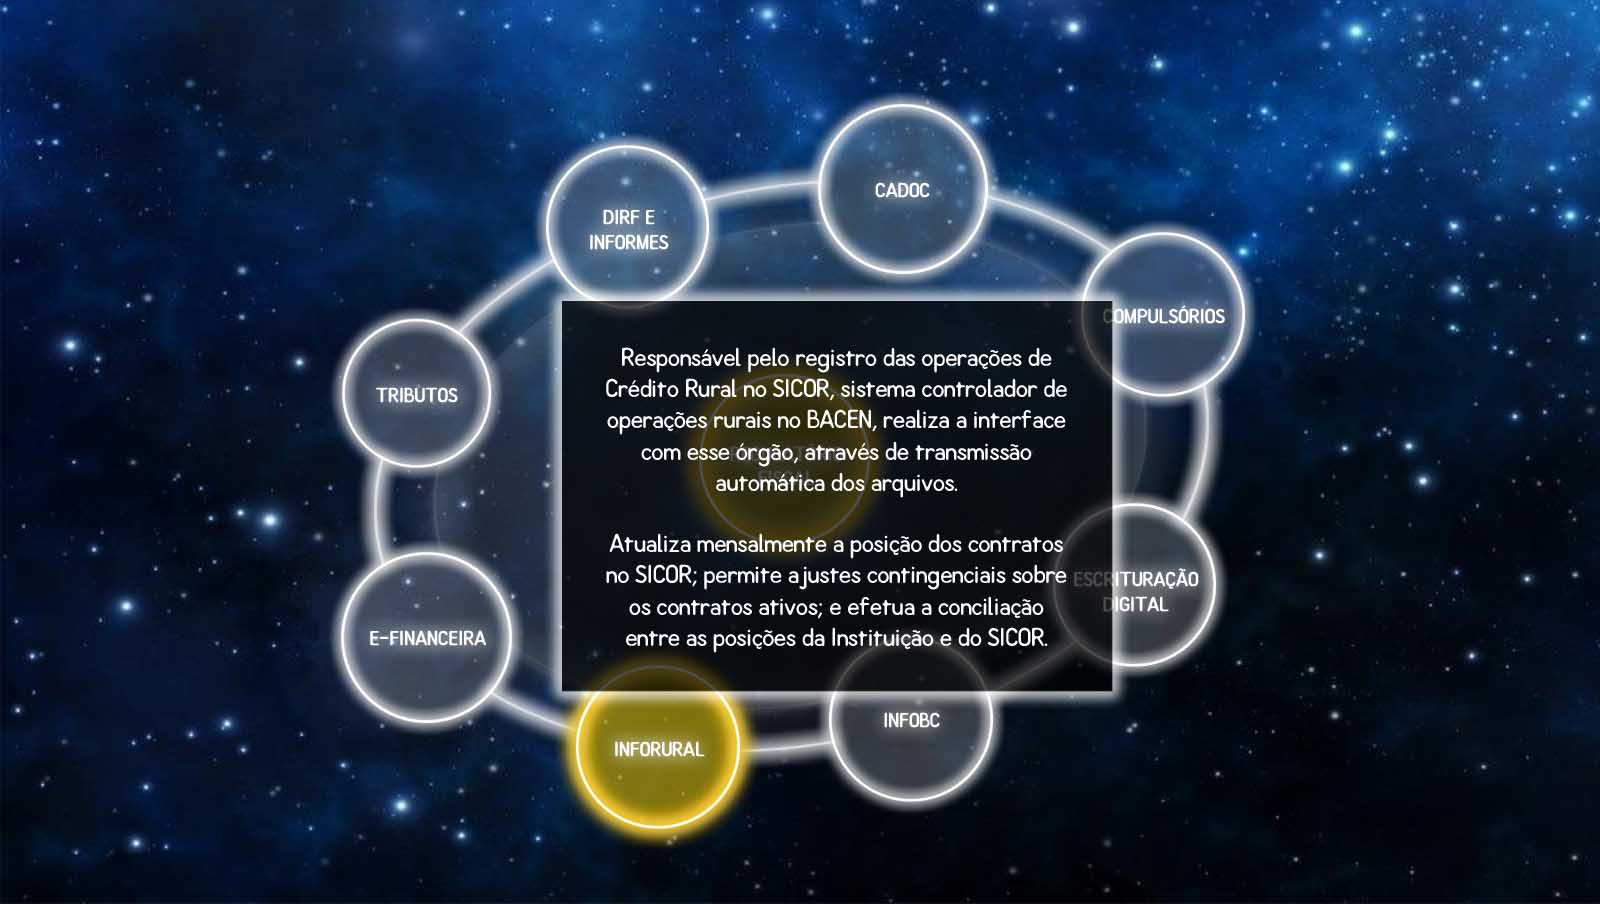 CADOC
DIRF E
INFORMES
COMPULSÓRIOS
TRIBUTOS
Responsável pelo registro das operações de
Crédito Rural no SICOR, sistema controlador de
operações rurais no BACEN, realiza a interface
com esse órgão, através de transmissão
automática dos arquivos.
Atualiza mensalmente a posição dos contratos
no SICOR; permite ajustes contingenciais sobre
os contratos ativos; e efetua a conciliação
entre as posições da Instituição e do SICOR.
ESCRITURAÇÃO
DIGITAL
E-FINANCEIRA
INFOBC
INFORURAL